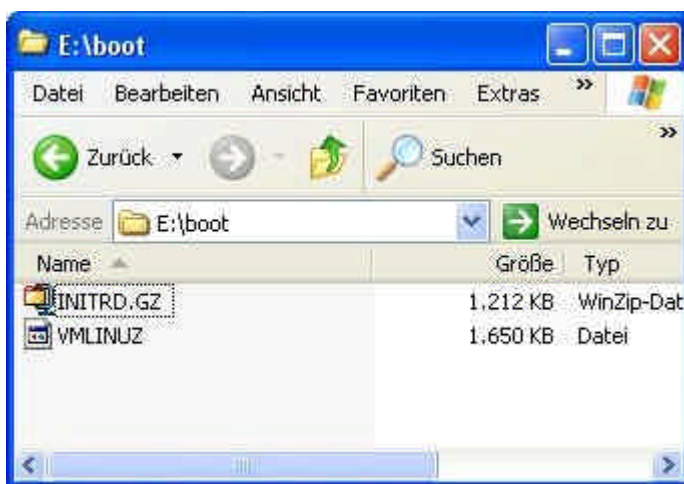 E:\boot
Datei Bearbeiten Ansicht Favoriten Extras »
Zurück Suchen »
Adresse E:\boot Wechseln zu
Name Größe Typ
INITRD.GZ 1.212 KB WinZip-Dat
VMLINUZ 1.650 KB Datei